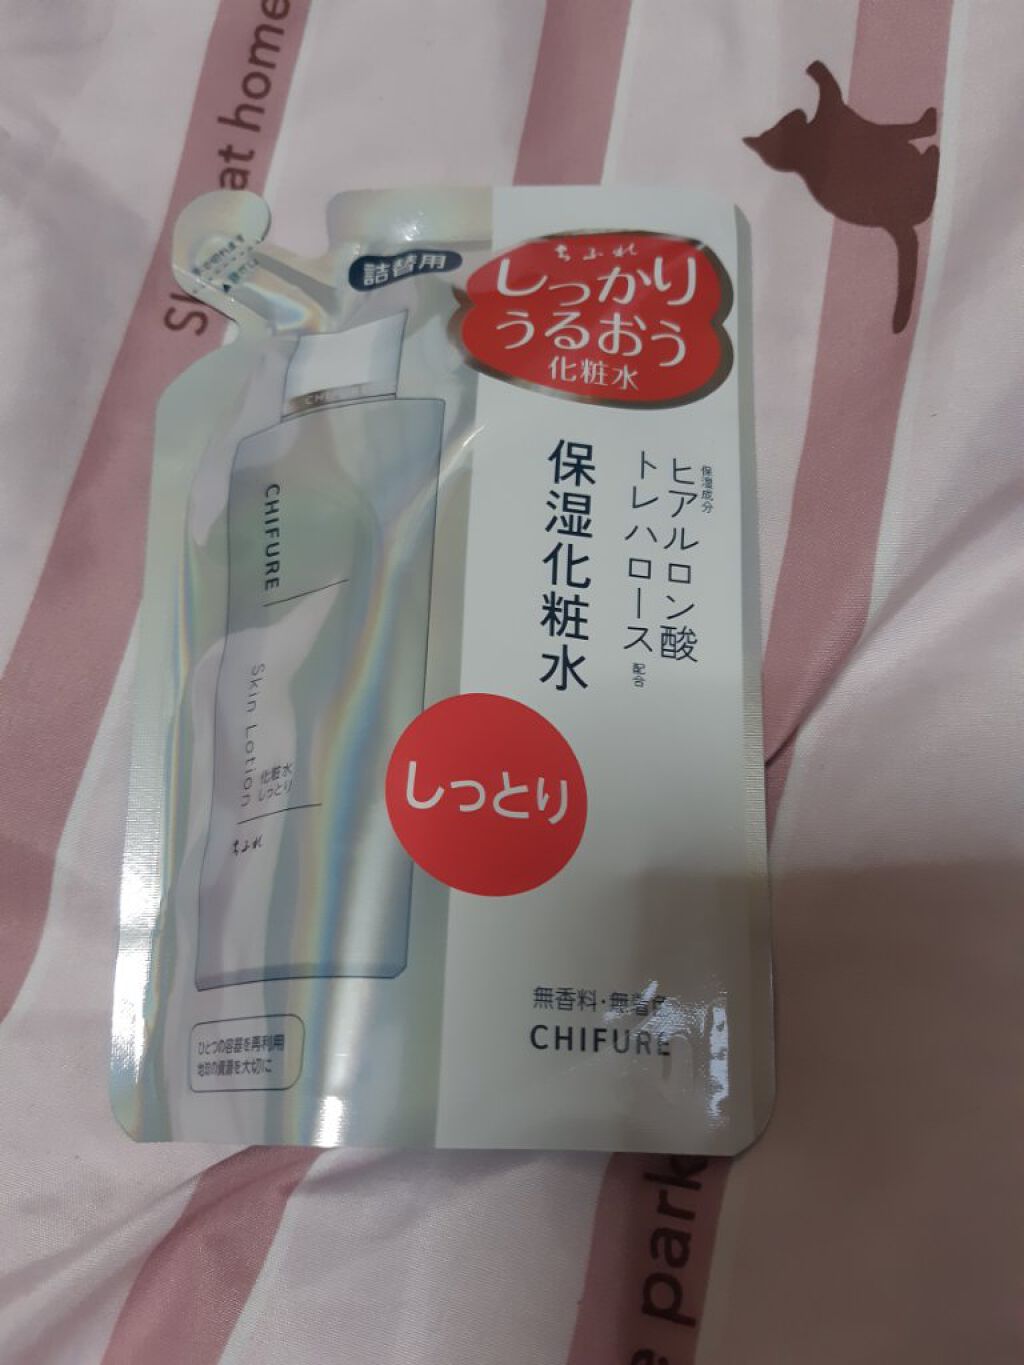 at home
詰替用
ちふれ
しっかり
うるおう
化粧水
保湿成分
ヒアルロン酸
トレハロース 配合
保湿化粧水
しっとり
CHIFURE
Skin Lotion
化粧水
しっとり
ちふれ
無香料・無着色
CHIFURE
ひとつの容器を再利用
地球の資源を大切に
park